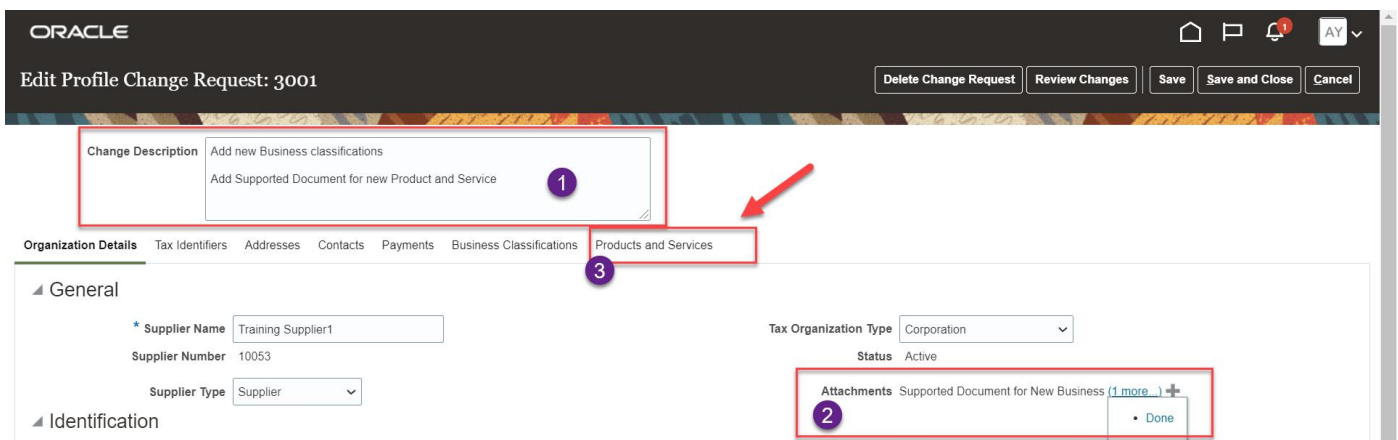 ORACLE
1
AY
Edit Profile Change Request: 3001
Delete Change Request
Review Changes
Save
Save and Close
Cancel
Change Description
Add new Business classifications
Add Supported Document for new Product and Service
1
Organization Details Tax Identifiers Addresses Contacts Payments Business Classifications Products and Services
3
General
* Supplier Name Training Supplier1
Tax Organization Type Corporation
Supplier Number 10053
Status Active
Supplier Type Supplier
Attachments Supported Document for New Business (1 more...)
2
• Done
Identification